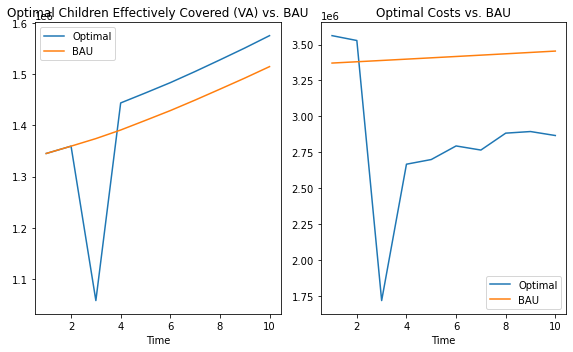 Optimal Children Effectively Covered (VA) vs. BAU
1e6
1.6
1.5
1.4
1.3
1.2
1.1
Optimal
BAU
2
4
6
8
10
Time
Optimal Costs vs. BAU
1e6
3.50
3.25
3.00
2.75
2.50
2.25
2.00
1.75
Optimal
BAU
2
4
6
8
10
Time